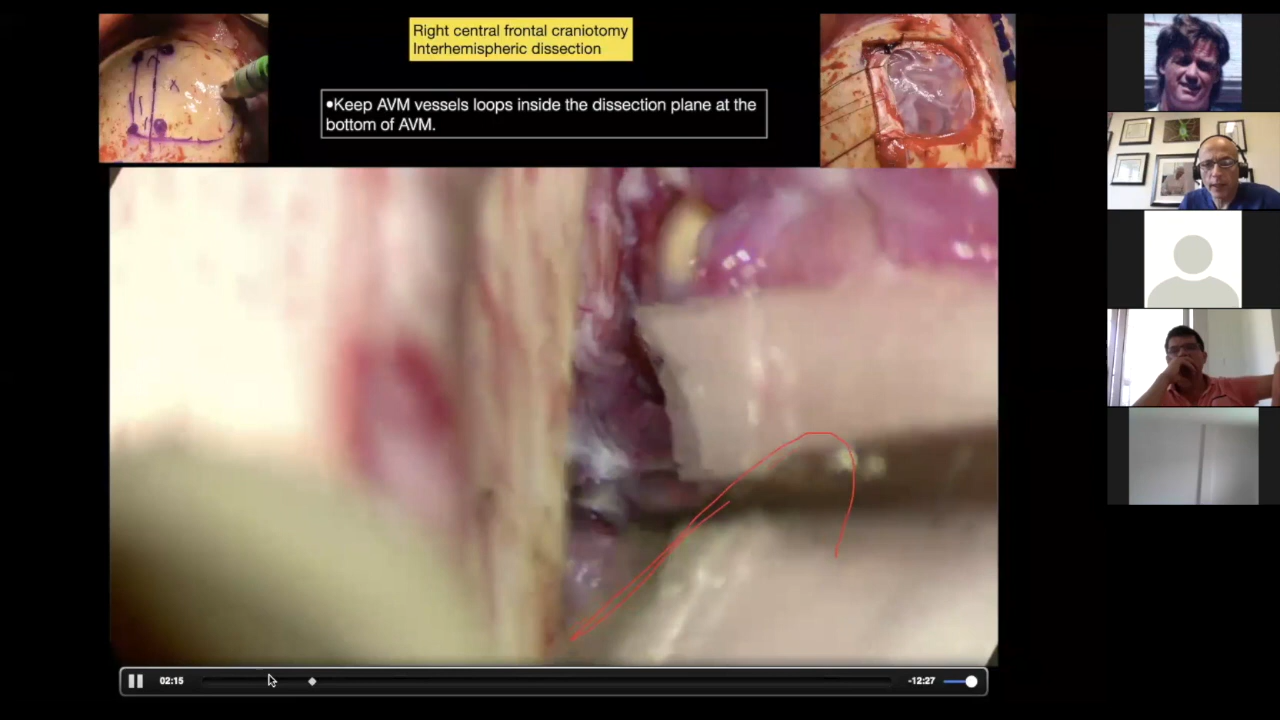 Right central frontal craniotomy
Interhemispheric dissection
•Keep AVM vessels loops inside the dissection plane at the
bottom of AVM.
02:15
-12:27